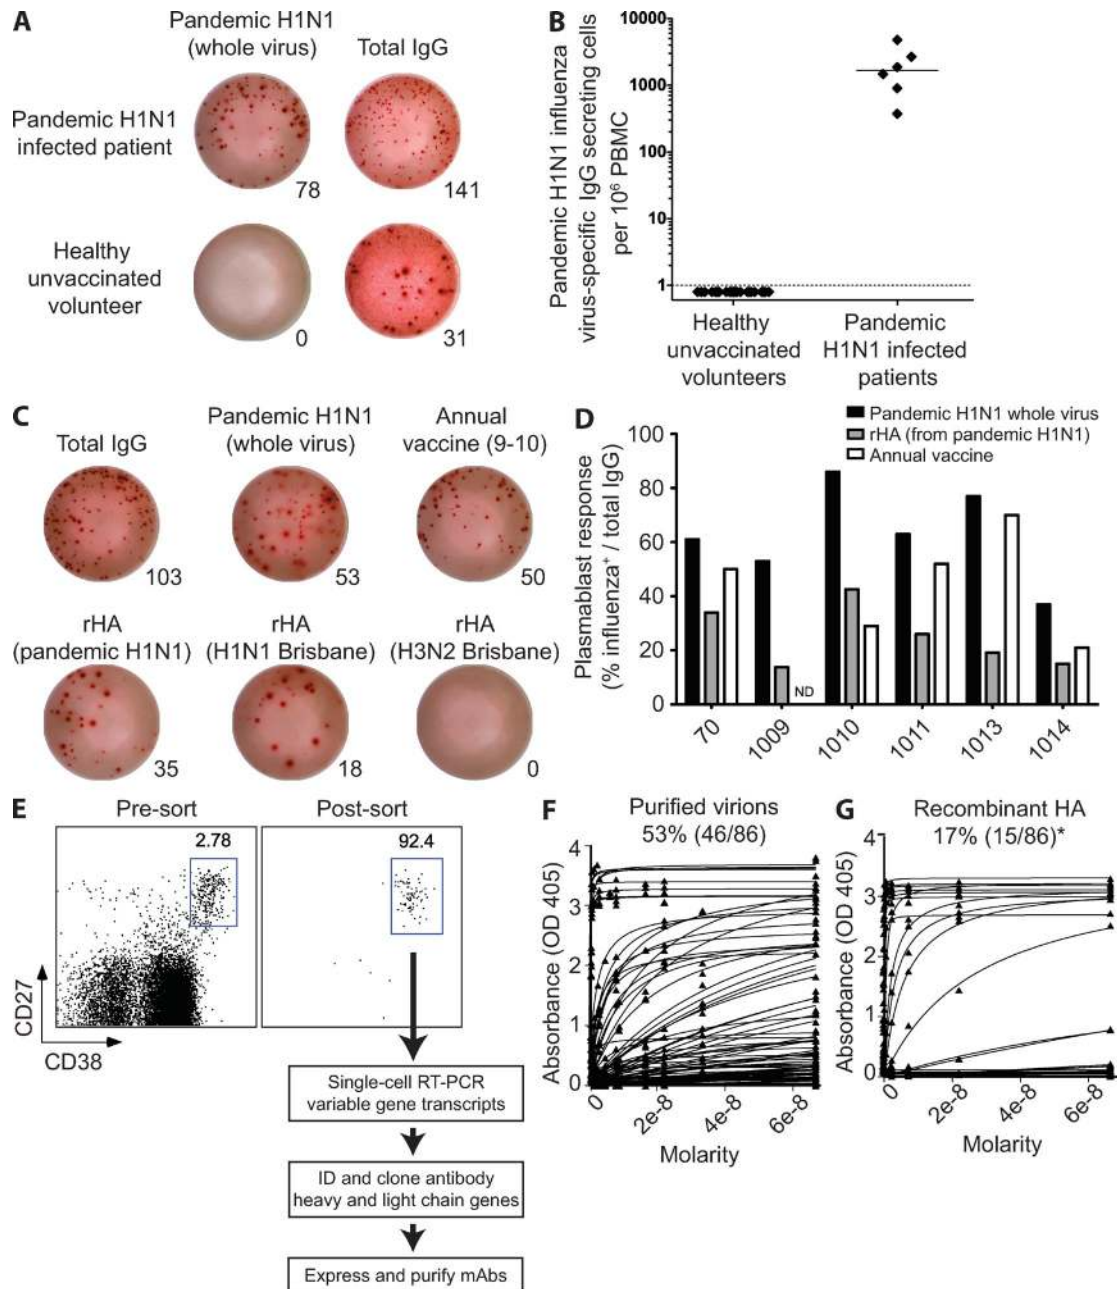 A
Pandemic H1N1
(whole virus)
Total IgG
Pandemic H1N1
infected patient
78
141
Healthy
unvaccinated
volunteer
0
31
B
Pandemic H1N1 influenza
virus-specific IgG secreting cells
per 10⁶ PBMC
10000
1000
100
10
1
Healthy
unvaccinated
volunteers
Pandemic
H1N1 infected
patients
C
Total IgG
Pandemic H1N1
(whole virus)
Annual
vaccine (9-10)
103
53
50
rHA
(pandemic H1N1)
rHA
(H1N1 Brisbane)
rHA
(H3N2 Brisbane)
35
18
0
D
Pandemic H1N1 whole virus
rHA (from pandemic H1N1)
Annual vaccine
Plasmablast response
(% influenza⁺ / total IgG)
100
80
60
40
20
0
ND
70
1009
1010
1011
1013
1014
E
Pre-sort
Post-sort
2.78
92.4
CD27
CD38
Single-cell RT-PCR
variable gene transcripts
ID and clone antibody
heavy and light chain genes
Express and purify mAbs
F
Purified virions
53% (46/86)
Absorbance (OD 405)
4
3
2
1
0
0
2e-8
4e-8
6e-8
Molarity
G
Recombinant HA
17% (15/86)*
Absorbance (OD 405)
4
3
2
1
0
0
2e-8
4e-8
6e-8
Molarity